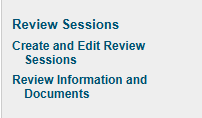 Review Sessions
Create and Edit Review
Sessions
Review Information and
Documents